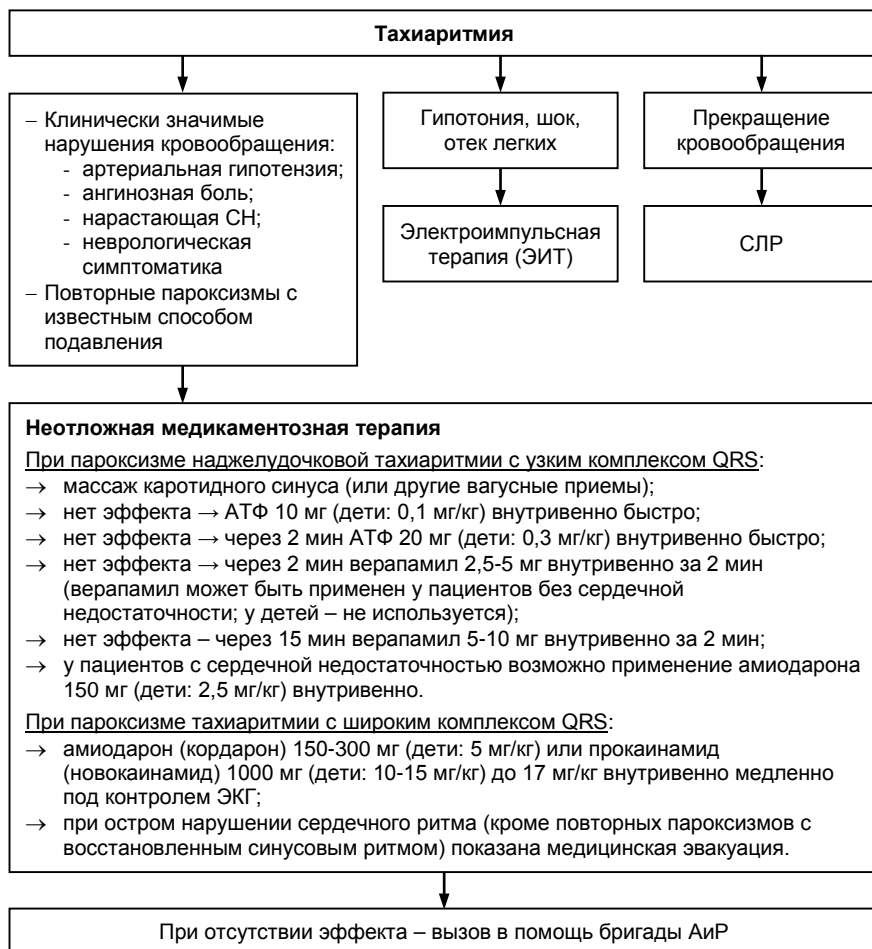 Тахиаритмия
– Клинически значимые
нарушения кровообращения:
- артериальная гипотензия;
- ангинозная боль;
- нарастающая СН;
- неврологическая
симптоматика
– Повторные пароксизмы с
известным способом
подавления
Гипотония, шок,
отек легких
Электроимпульсная
терапия (ЭИТ)
Прекращение
кровообращения
СЛР
Неотложная медикаментозная терапия
При пароксизме наджелудочковой тахиаритмии с узким комплексом QRS:
→ массаж каротидного синуса (или другие вагусные приемы);
→ нет эффекта → АТФ 10 мг (дети: 0,1 мг/кг) внутривенно быстро;
→ нет эффекта → через 2 мин АТФ 20 мг (дети: 0,3 мг/кг) внутривенно быстро;
→ нет эффекта → через 2 мин верапамил 2,5-5 мг внутривенно за 2 мин
(верапамил может быть применен у пациентов без сердечной
недостаточности; у детей – не используется);
→ нет эффекта – через 15 мин верапамил 5-10 мг внутривенно за 2 мин;
→ у пациентов с сердечной недостаточностью возможно применение амиодарона
150 мг (дети: 2,5 мг/кг) внутривенно.
При пароксизме тахиаритмии с широким комплексом QRS:
→ амиодарон (кордарон) 150-300 мг (дети: 5 мг/кг) или прокаинамид
(новокаинамид) 1000 мг (дети: 10-15 мг/кг) до 17 мг/кг внутривенно медленно
под контролем ЭКГ;
→ при остром нарушении сердечного ритма (кроме повторных пароксизмов с
восстановленным синусовым ритмом) показана медицинская эвакуация.
При отсутствии эффекта – вызов в помощь бригады АиР